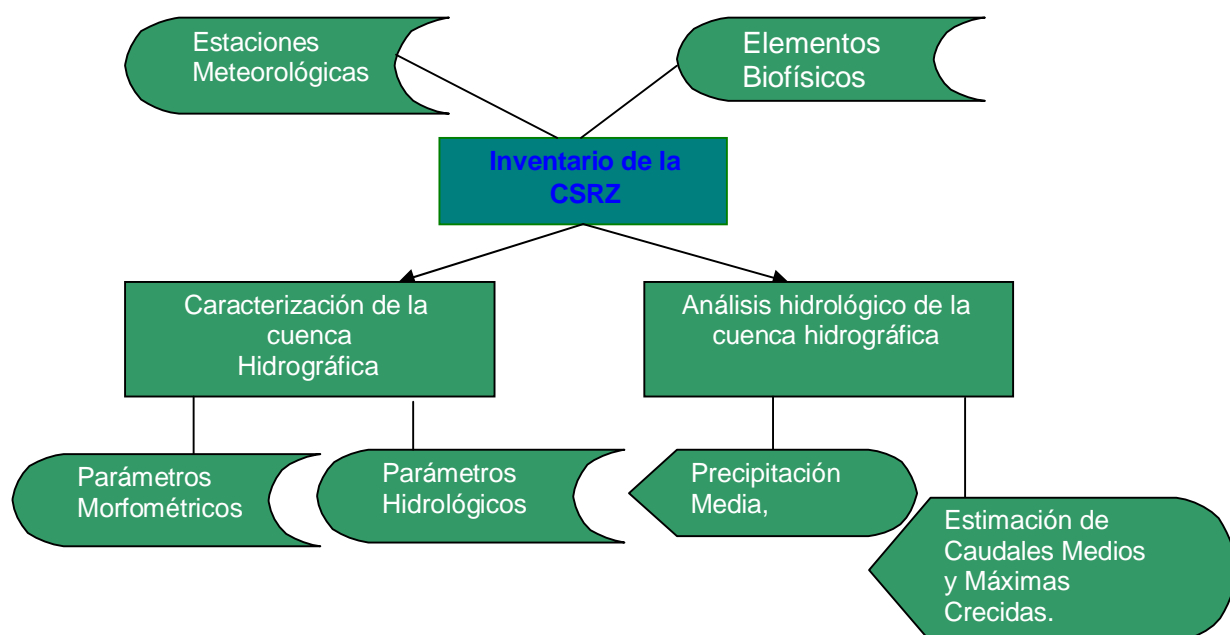 Estaciones
Meteorológicas
Elementos
Biofísicos
Inventario de la
CSRZ
Caracterización de la
cuenca
Hidrográfica
Análisis hidrológico de la
cuenca hidrográfica
Parámetros
Morfométricos
Parámetros
Hidrológicos
Precipitación
Media,
Estimación de
Caudales Medios
y Máximas
Crecidas.